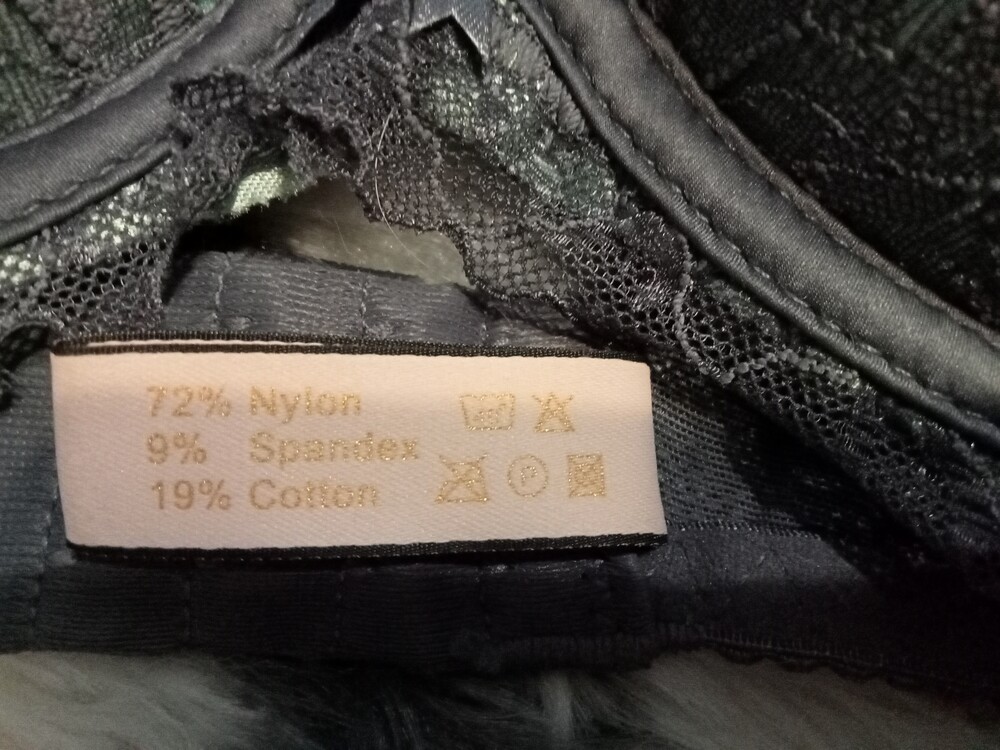 72% Nylon
9% Spandex
19% Cotton
P